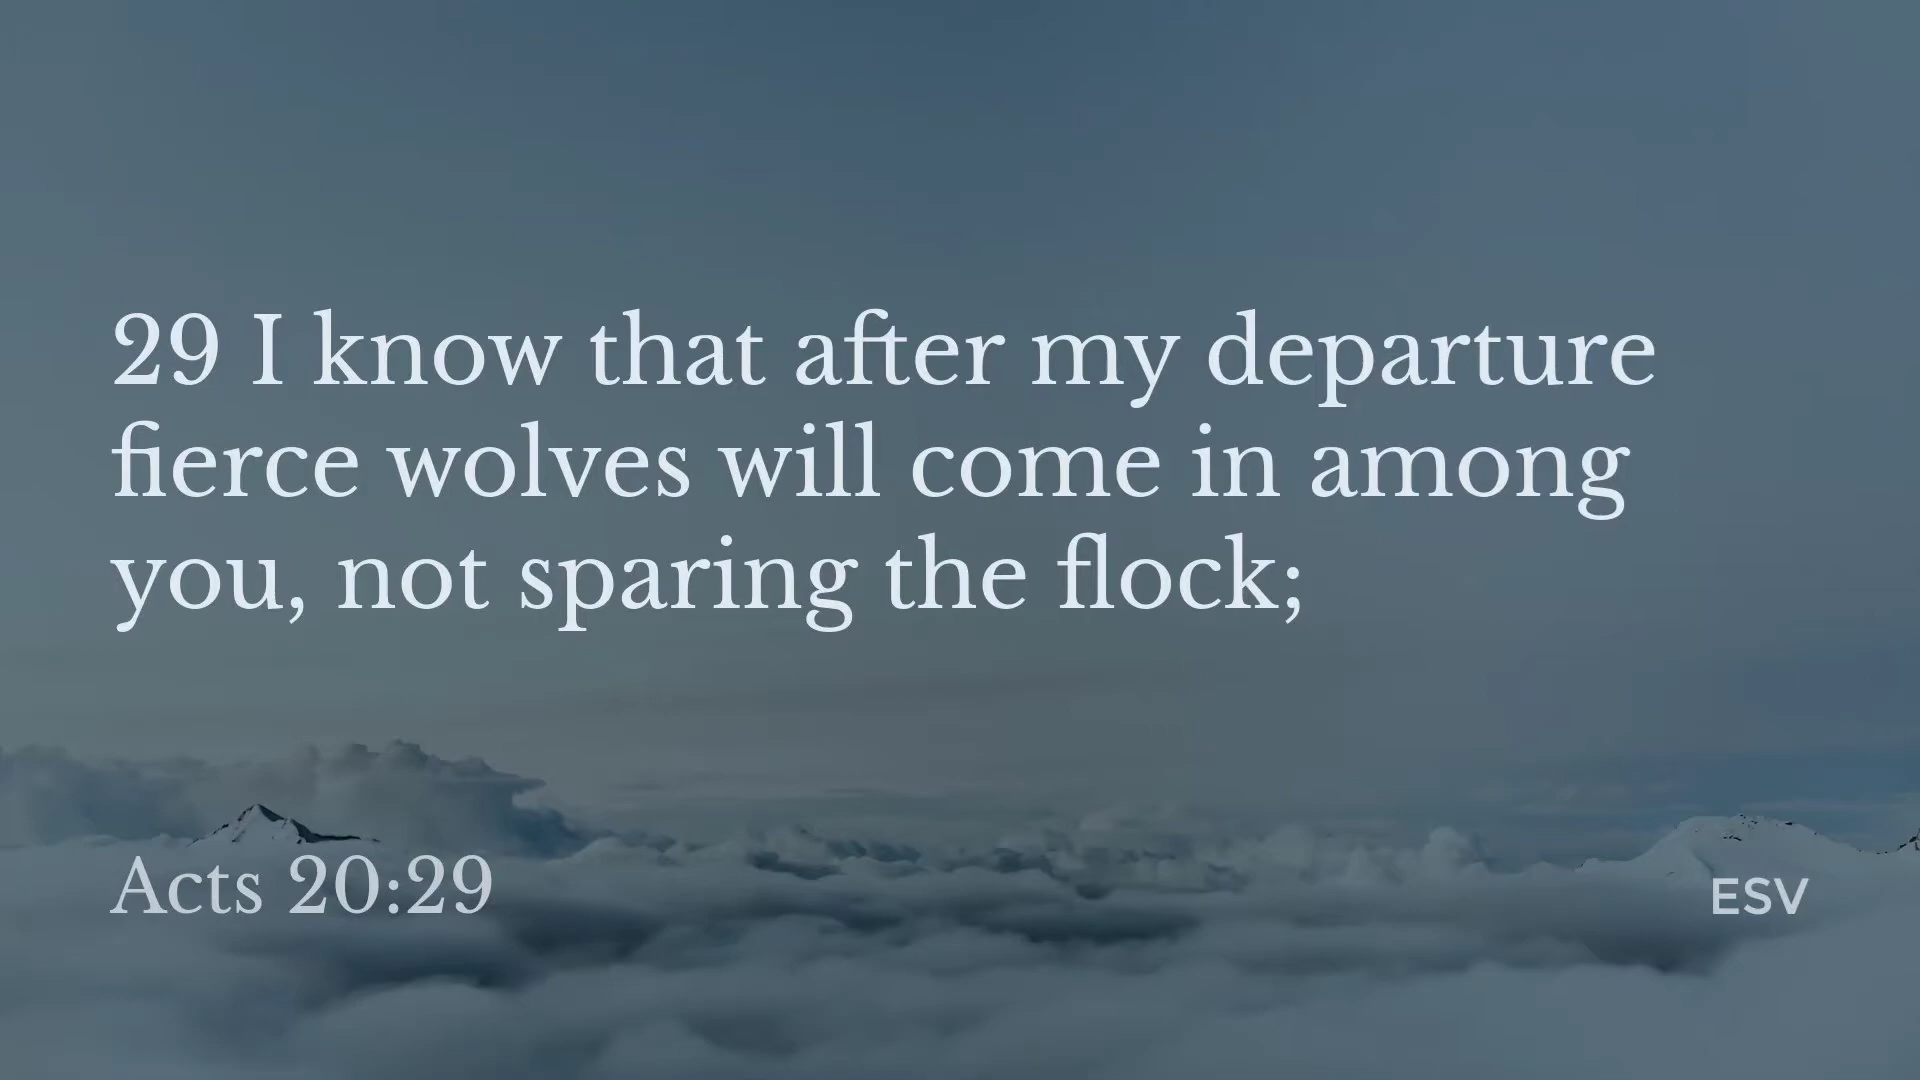 29 I know that after my departure
fierce wolves will come in among
you, not sparing the flock;
Acts 20:29
ESV